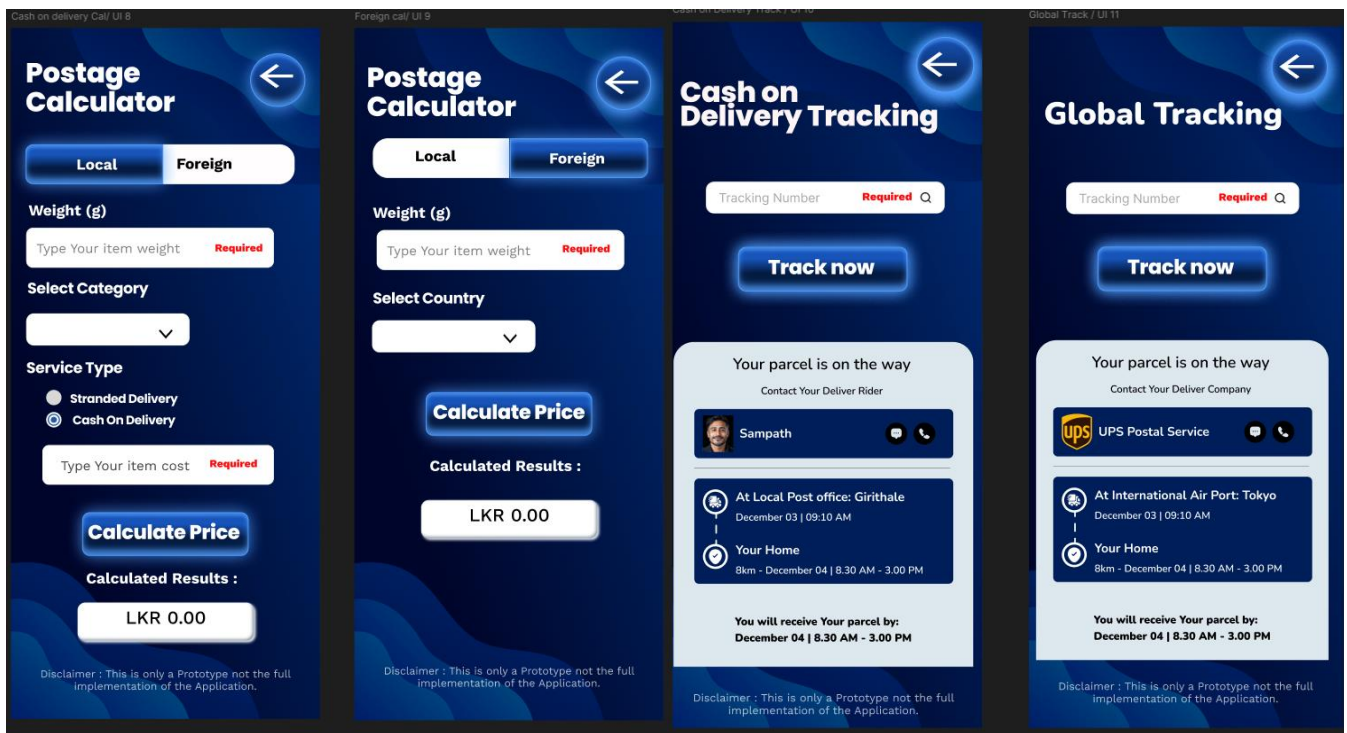 Cash on delivery Cal/ UI 8
Postage
Calculator
Local
Foreign
Weight (g)
Type Your item weight
Required
Select Category
Service Type
Stranded Delivery
Cash On Delivery
Type Your item cost
Required
Calculate Price
Calculated Results :
LKR 0.00
Disclaimer : This is only a Prototype not the full
implementation of the Application.
Foreign cal/ UI 9
Postage
Calculator
Local
Foreign
Weight (g)
Type Your item weight
Required
Select Country
Calculate Price
Calculated Results :
LKR 0.00
Disclaimer : This is only a Prototype not the full
implementation of the Application.
Cash on Delivery Track / UI 10
Cash on
Delivery Tracking
Tracking Number
Required
Track now
Your parcel is on the way
Contact Your Deliver Rider
Sampath
At Local Post office: Girithale
December 03 | 09:10 AM
Your Home
8km - December 04 | 8.30 AM - 3.00 PM
You will receive Your parcel by:
December 04 | 8.30 AM - 3.00 PM
Disclaimer : This is only a Prototype not the full
implementation of the Application.
Global Track / UI 11
Global Tracking
Tracking Number
Required
Track now
Your parcel is on the way
Contact Your Deliver Company
ups
UPS Postal Service
At International Air Port: Tokyo
December 03 | 09:10 AM
Your Home
8km - December 04 | 8.30 AM - 3.00 PM
You will receive Your parcel by:
December 04 | 8.30 AM - 3.00 PM
Disclaimer : This is only a Prototype not the full
implementation of the Application.